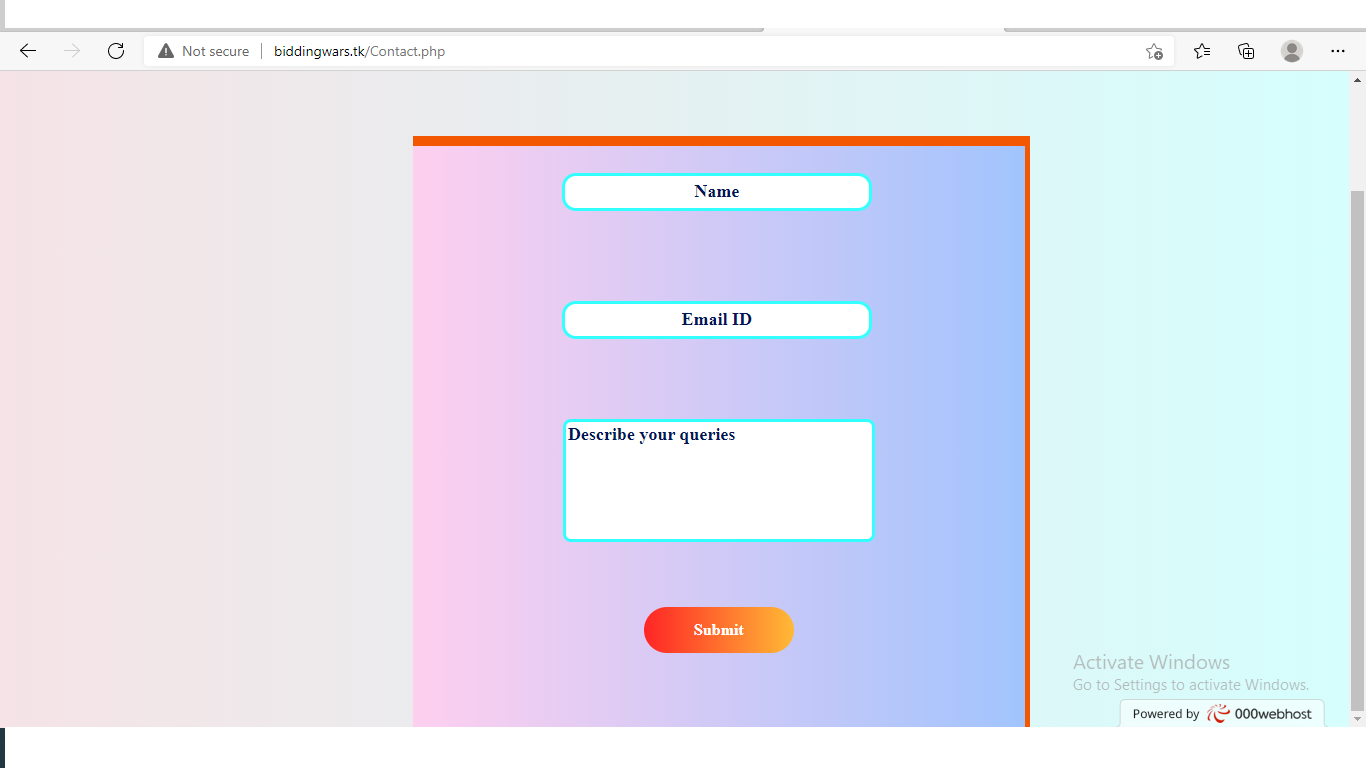 Not secure
biddingwars.tk/Contact.php
Name
Email ID
Describe your queries
Submit
Activate Windows
Go to Settings to activate Windows.
Powered by 000webhost